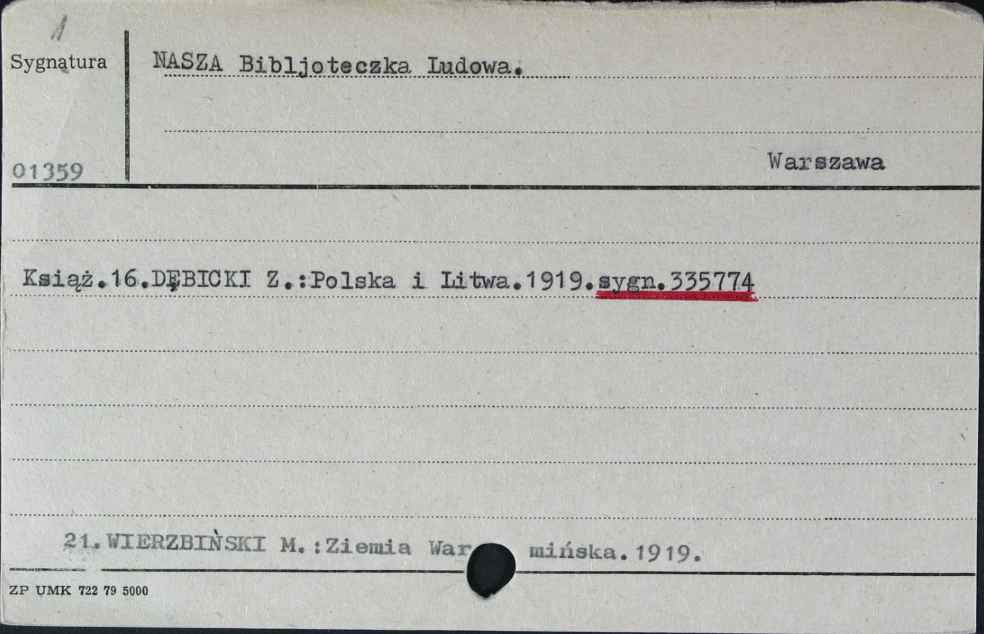 1
Sygnatura
NASZA Bibljoteczka Ludowa.
01359
Warszawa
Książ.16.DĘBICKI Z.:Polska i Litwa.1919.sygn.335774
21.WIERZBIŃSKI M.:Ziemia War mińska.1919.
ZP UMK 722 79 5000